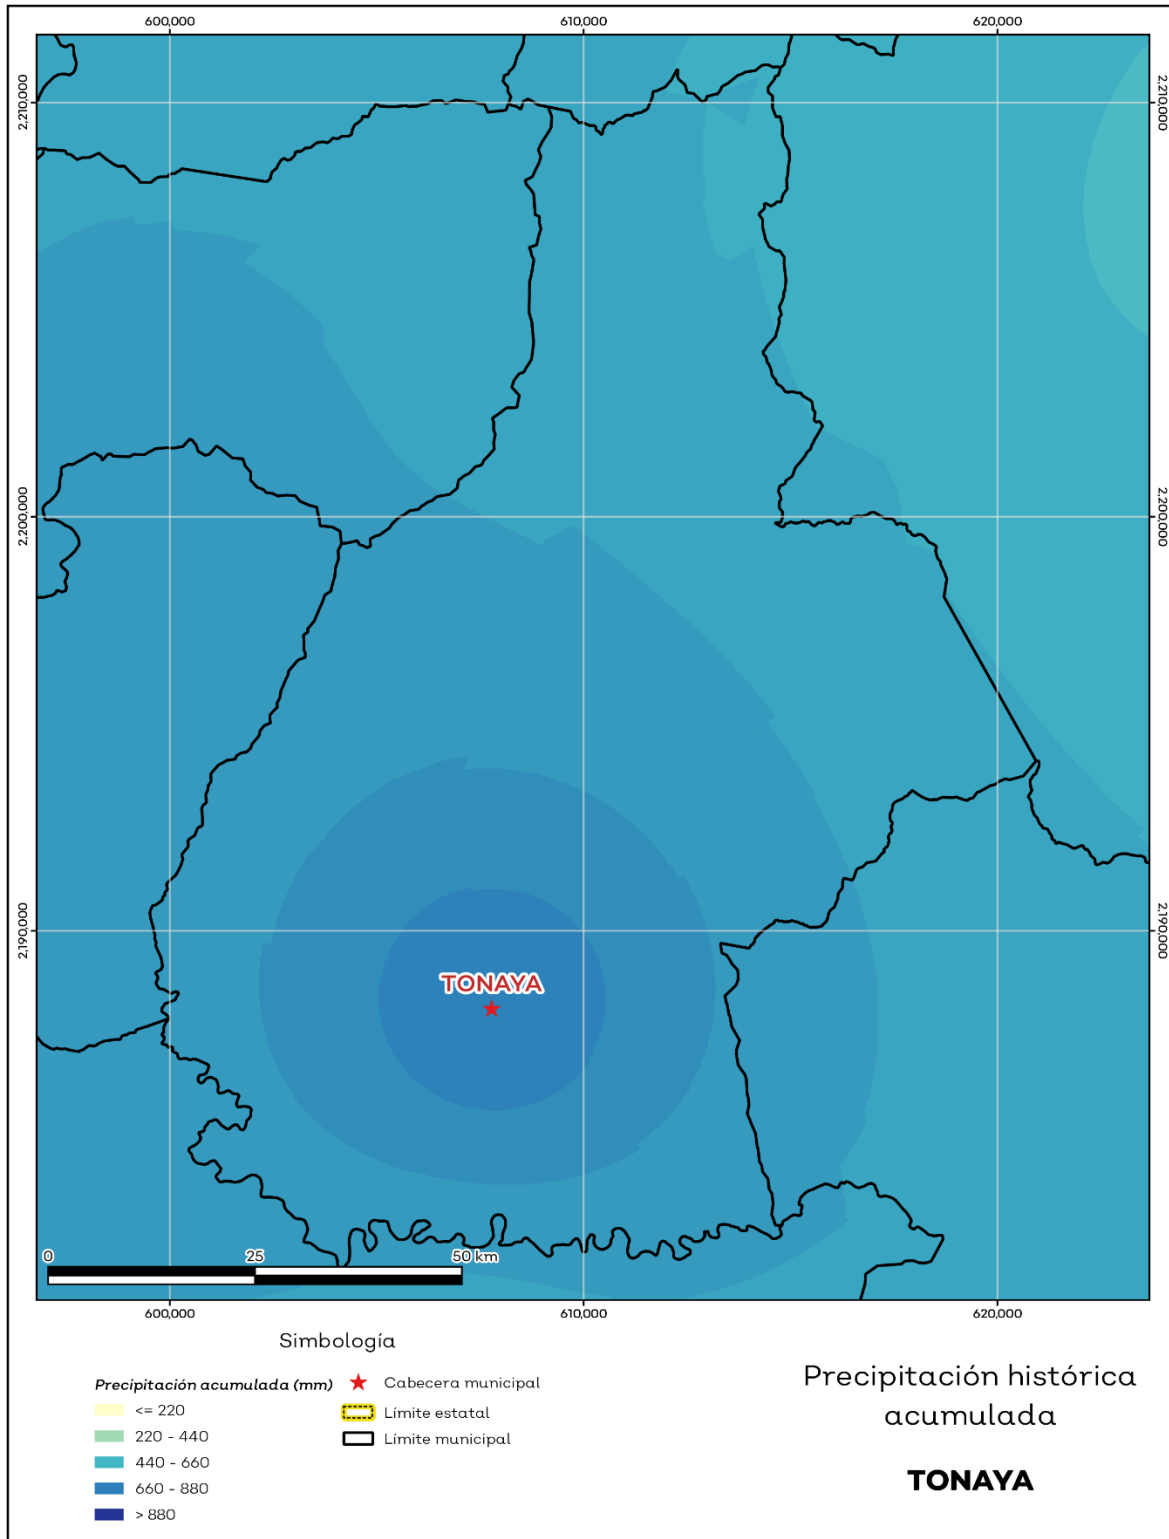 600,000 610,000 620,000
2,210,000 2,210,000
2,200,000 2,200,000
2,190,000 2,190,000
TONAYA
0 25 50 km
600,000 610,000 620,000
Simbología
Precipitación acumulada (mm)
<= 220
220 - 440
440 - 660
660 - 880
> 880
Cabecera municipal
Límite estatal
Límite municipal
Precipitación histórica
acumulada
TONAYA